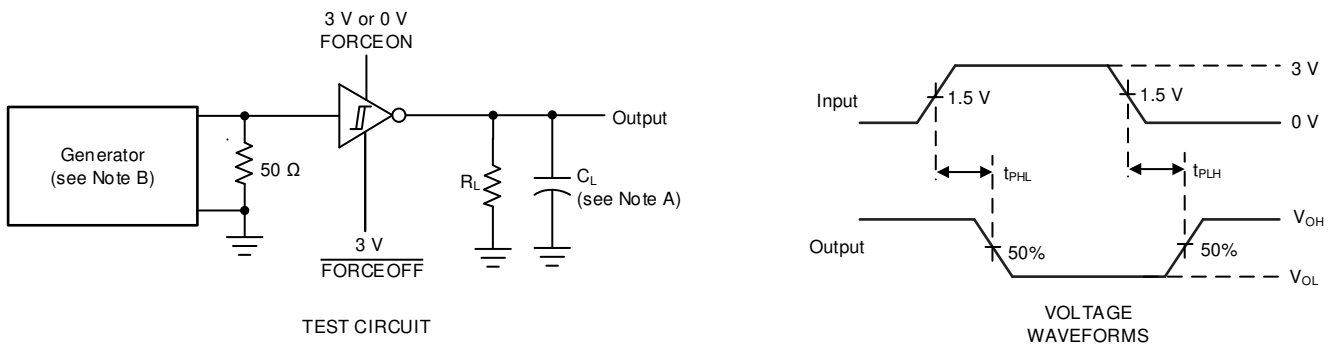 3 V or 0 V
FORCEON
Generator
(see Note B)
50 Ω
3 V
FORCEOFF
R_L
C_L
(see Note A)
Output
TEST CIRCUIT
Input
1.5 V
1.5 V
3 V
0 V
t_PHL
t_PLH
Output
50%
50%
V_OH
V_OL
VOLTAGE
WAVEFORMS